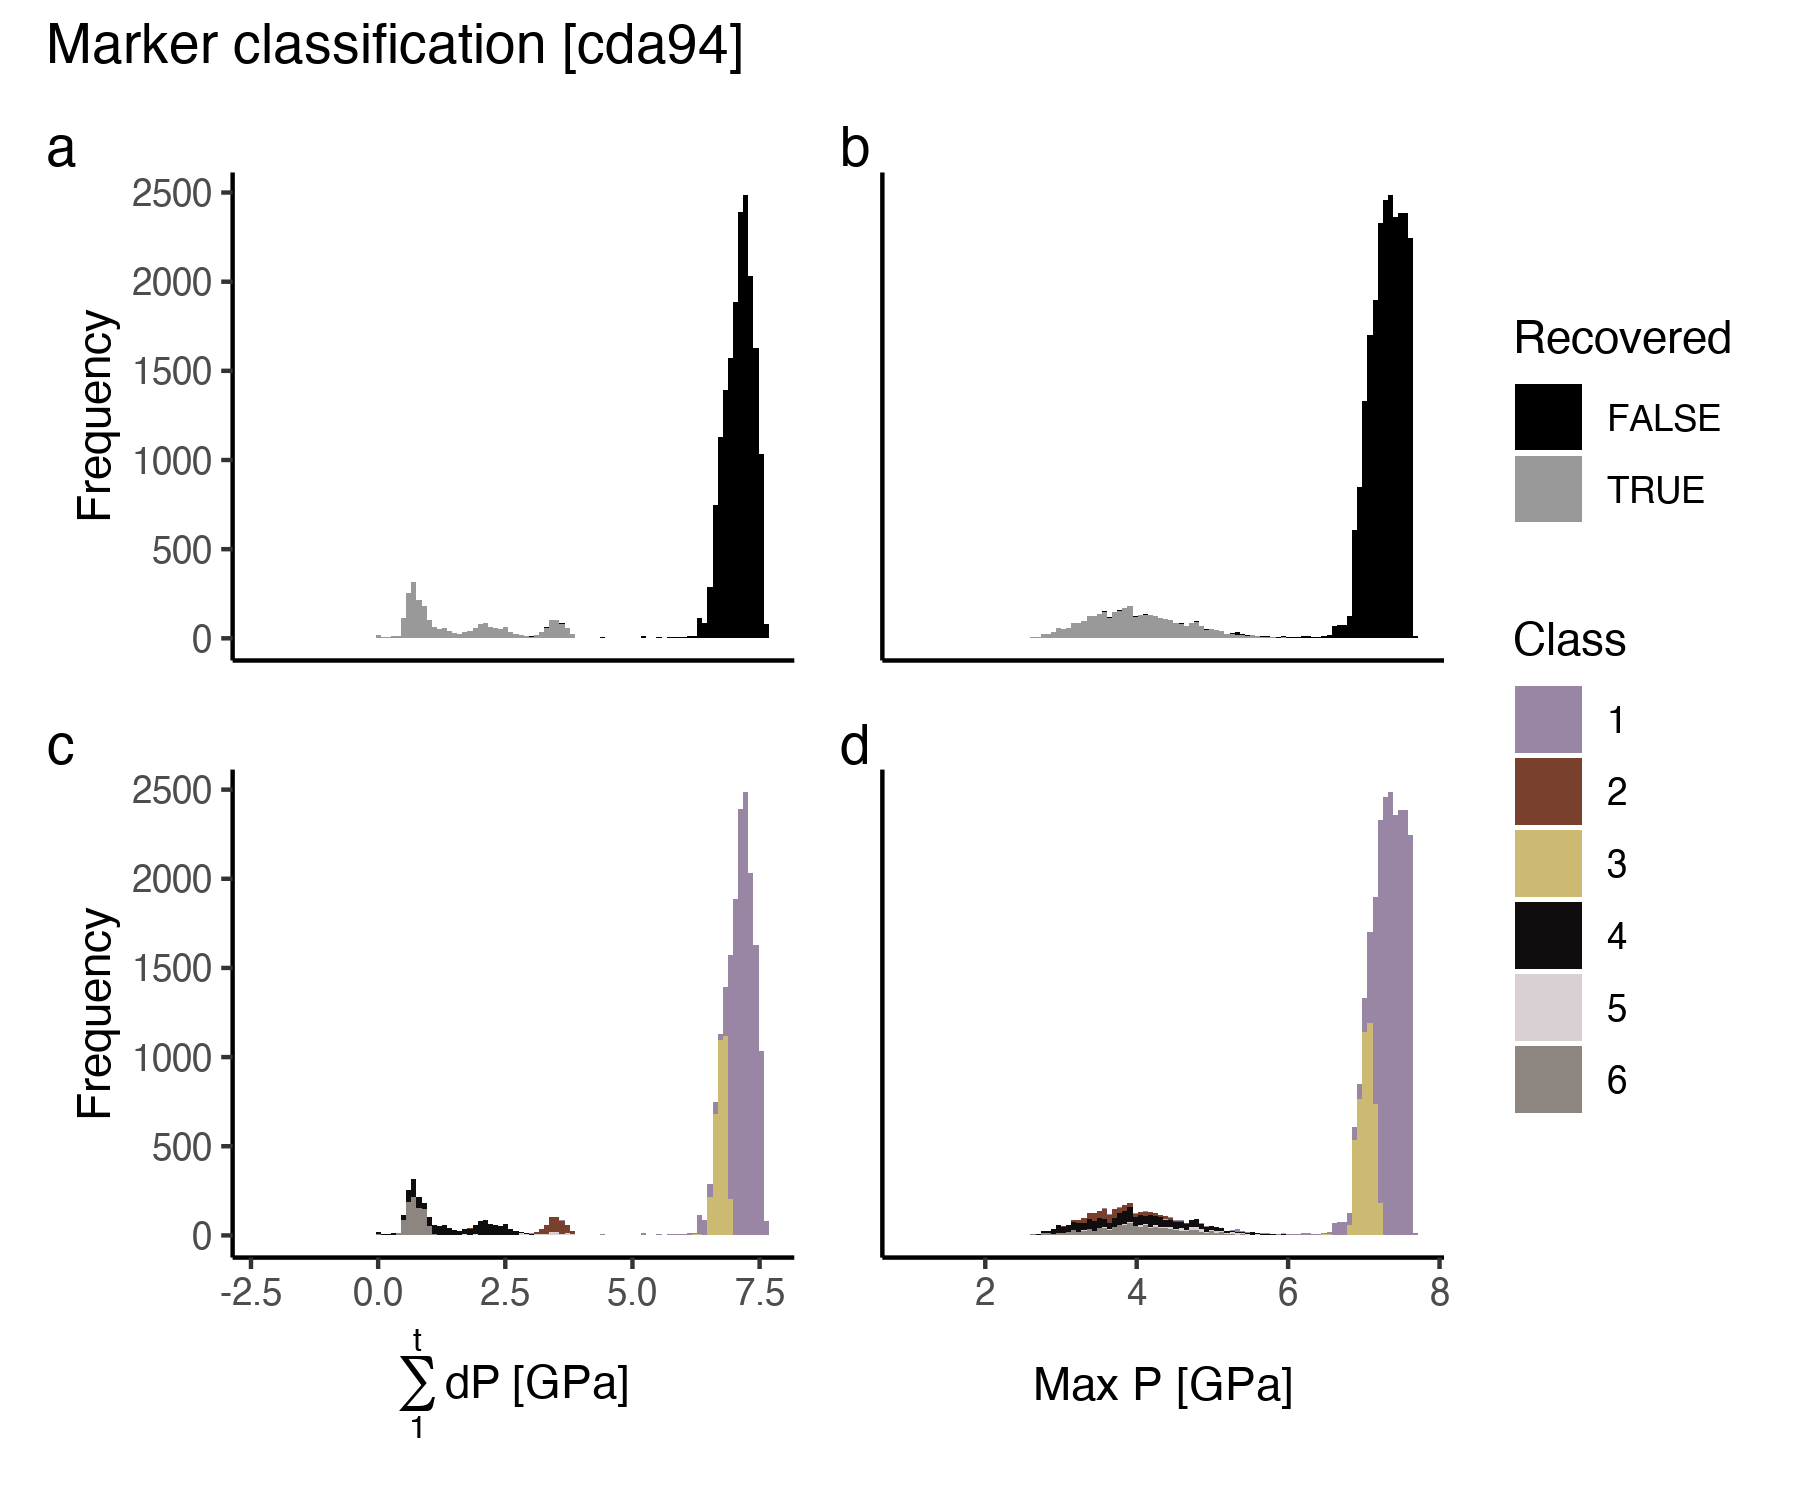 Marker classification [cda94]
a
b
2500
2000
1500
1000
500
0
Frequency
Recovered
FALSE
TRUE
Class
1
2
3
4
5
6
c
d
2500
2000
1500
1000
500
0
Frequency
-2.5 0.0 2.5 5.0 7.5
2 4 6 8
t
∑ dP [GPa]
1
Max P [GPa]